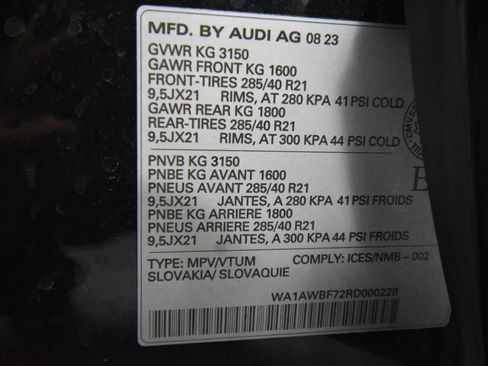 MFD. BY AUDI AG 08 23
GVWR KG 3150
GAWR FRONT KG 1600
FRONT-TIRES 285/40 R21
9,5JX21 RIMS, AT 280 KPA 41 PSI COLD
GAWR REAR KG 1800
REAR-TIRES 285/40 R21
9,5JX21 RIMS, AT 300 KPA 44 PSI COLD
PNVB KG 3150
PNBE KG AVANT 1600
PNEUS AVANT 285/40 R21
9,5JX21 JANTES, A 280 KPA 41 PSI FROIDS
PNBE KG ARRIERE 1800
PNEUS ARRIERE 285/40 R21
9,5JX21 JANTES, A 300 KPA 44 PSI FROIDS
TYPE: MPV/VTUM COMPLY: ICES/NMB-002
SLOVAKIA/ SLOVAQUIE
WA1AWBF72RD000228